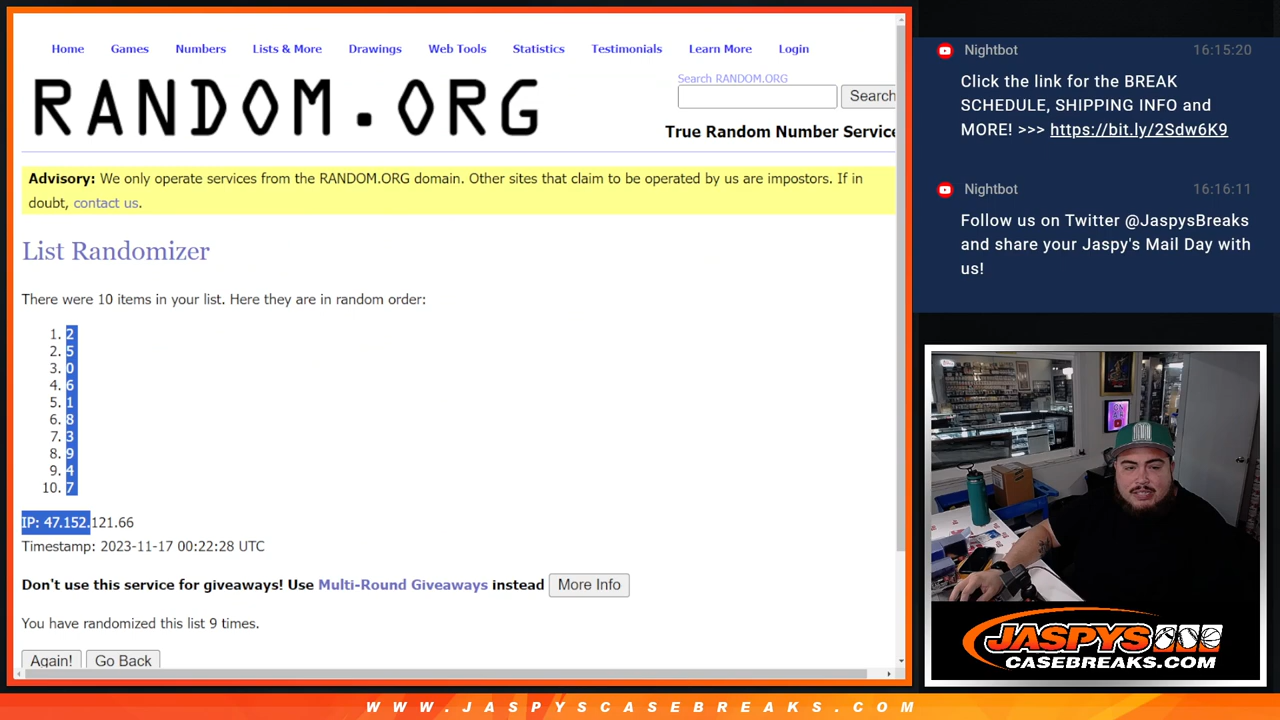 Home Games Numbers Lists & More Drawings Web Tools Statistics Testimonials Learn More Login
RANDOM.ORG
Search RANDOM.ORG
Search
True Random Number Service
Advisory: We only operate services from the RANDOM.ORG domain. Other sites that claim to be operated by us are impostors. If in
doubt, contact us.
List Randomizer
There were 10 items in your list. Here they are in random order:
1. 2
2. 5
3. 0
4. 6
5. 1
6. 8
7. 3
8. 9
9. 4
10. 7
IP: 47.152.121.66
Timestamp: 2023-11-17 00:22:28 UTC
Don't use this service for giveaways! Use Multi-Round Giveaways instead More Info
You have randomized this list 9 times.
Again! Go Back
Nightbot 16:15:20
Click the link for the BREAK
SCHEDULE, SHIPPING INFO and
MORE! >>> https://bit.ly/2Sdw6K9
Nightbot 16:16:11
Follow us on Twitter @JaspysBreaks
and share your Jaspy's Mail Day with
us!
JASPYS
CASEBREAKS.COM
WWW.JASPYSCASEBREAKS.COM